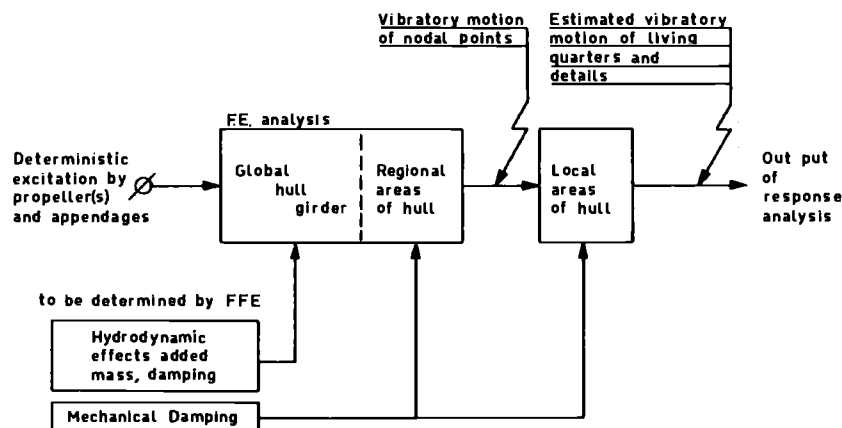 Vibratory motion
of nodal points
Estimated vibratory
motion of living
quarters and
details
F.E. analysis
Deterministic
excitation by
propeller(s)
and appendages
Global
hull
girder
Regional
areas
of hull
Local
areas
of hull
Out put
of
response
analysis
to be determined by FFE
Hydrodynamic
effects added
mass, damping
Mechanical Damping